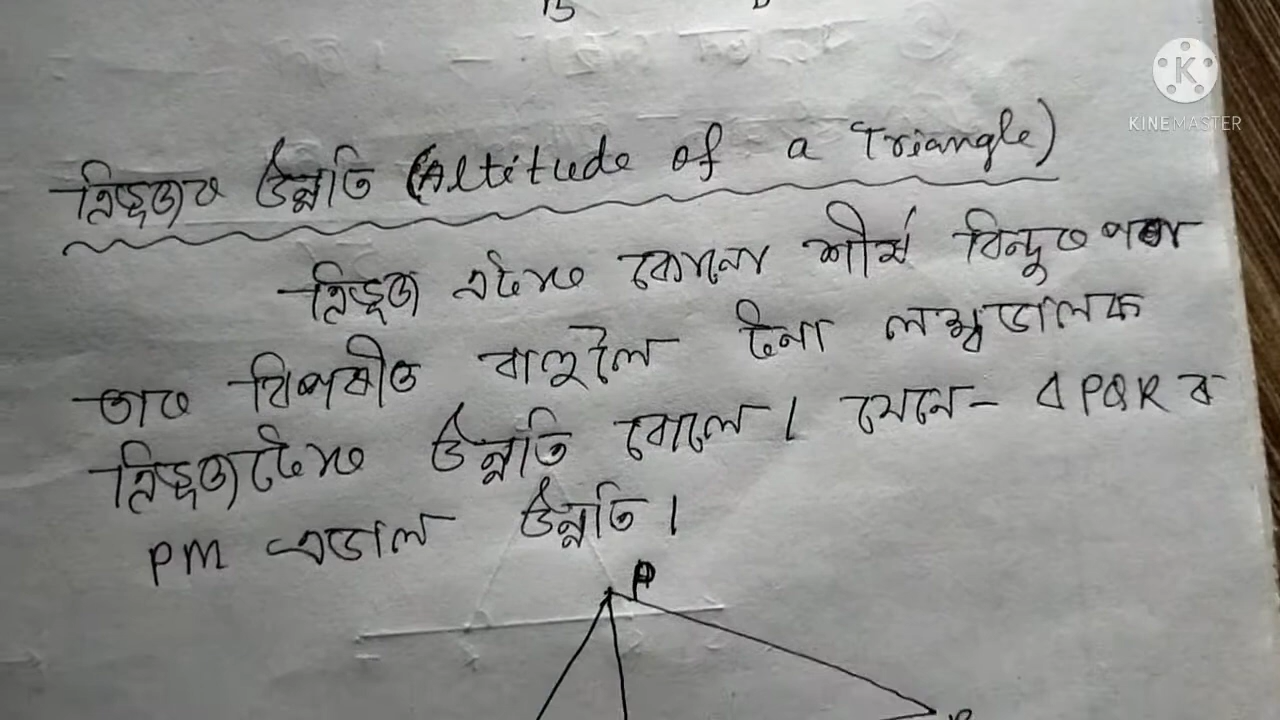 ত্ৰিভুজৰ উন্নতি (Altitude of a Triangle)
ত্ৰিভুজ এটাৰ কোনো শীৰ্ষ বিন্দুৰ পৰা
তাৰ বিপৰীত বাহুলৈ টনা লম্বডালক
ত্ৰিভুজটোৰ উন্নতি বোলে। যেনে- Δ PQR ৰ
PM এডাল উন্নতি।
P
KINEMASTER